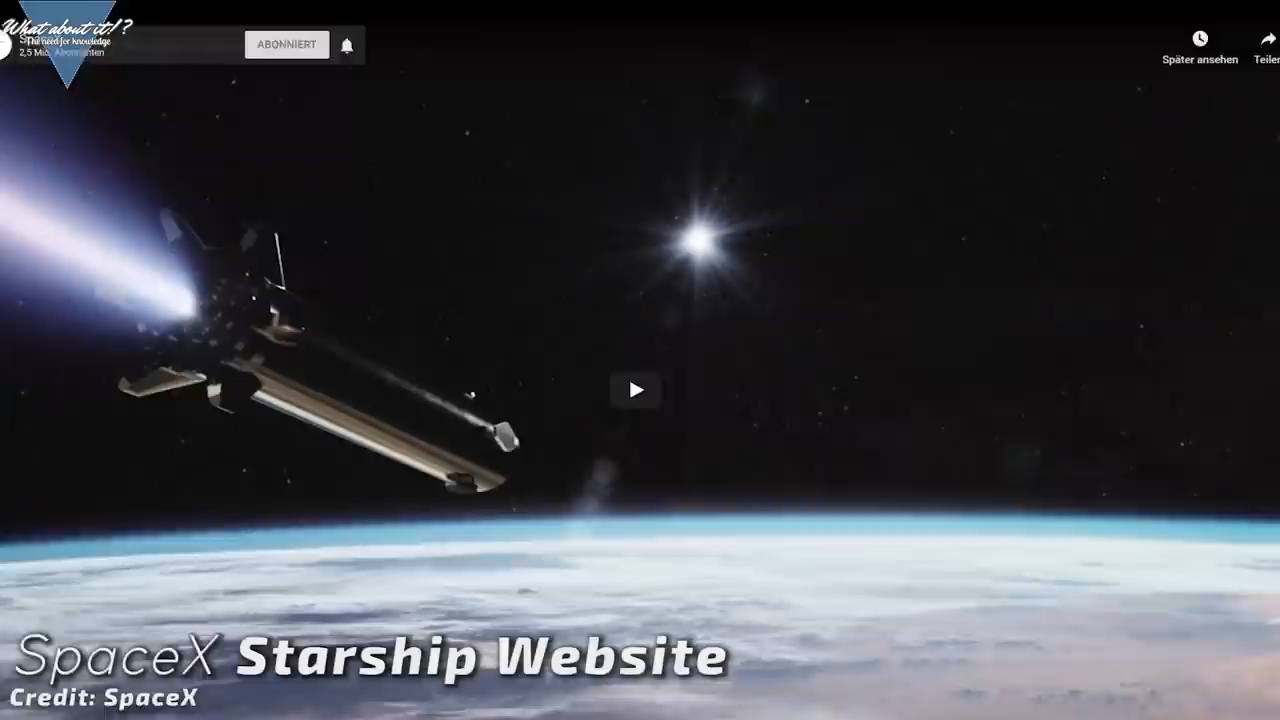 What about it!?
The need for knowledge
2,5 Mio. Abonnenten
ABONNIERT
Später ansehen
Teilen
SpaceX Starship Website
Credit: SpaceX